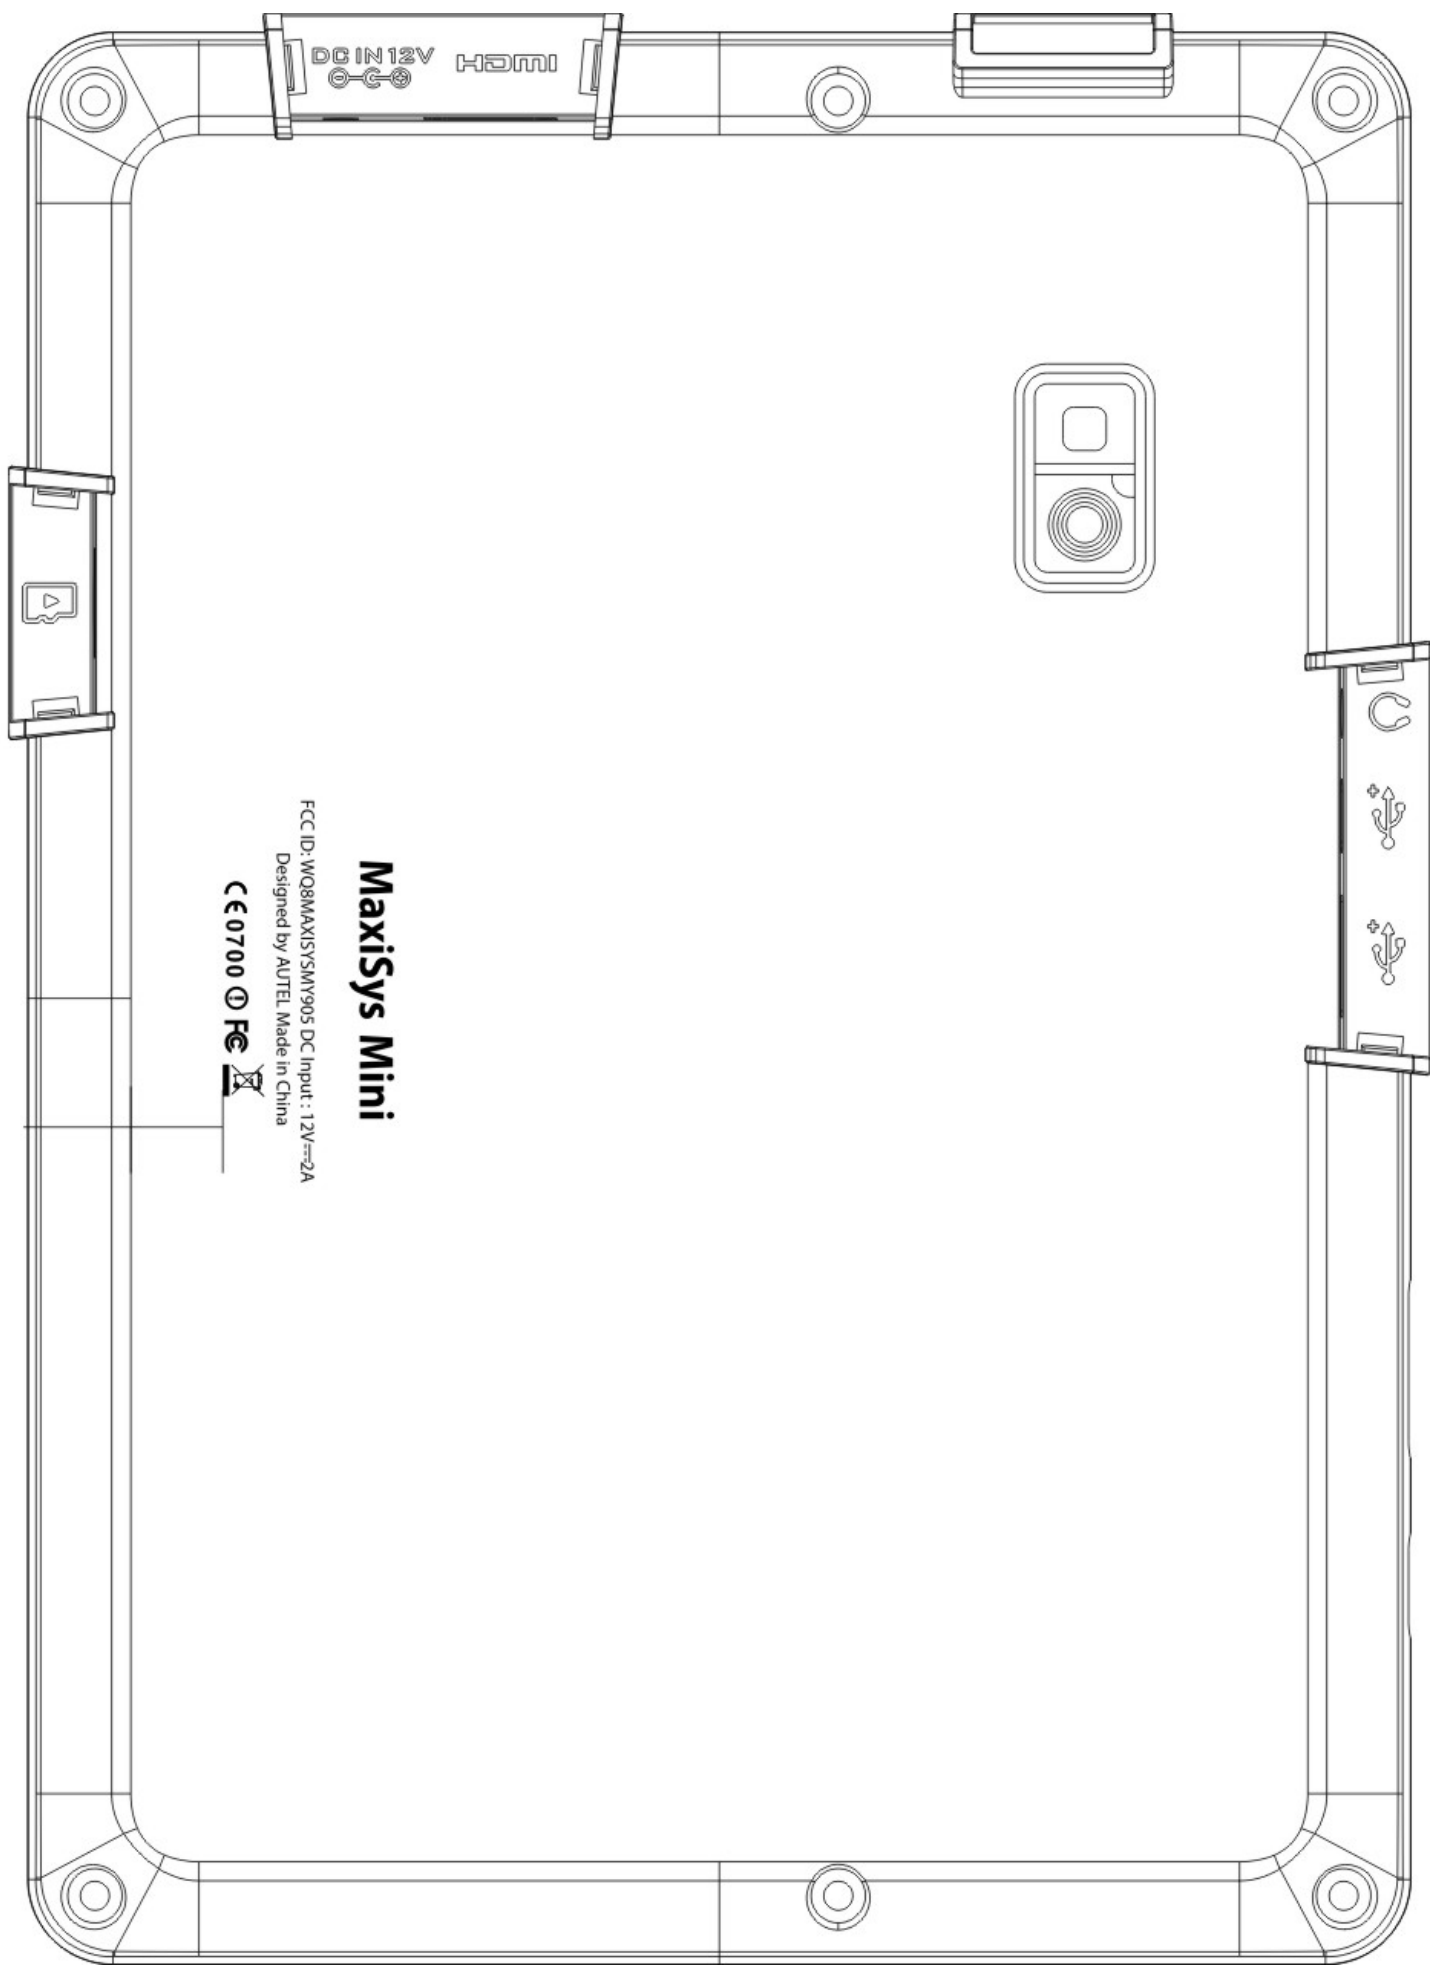 DC IN 12V
HDMI
MaxiSys Mini
FCC ID: WQ8MAXISYSMY905 DC Input : 12V⎓2A
Designed by AUTEL Made in China
CE0700 FC